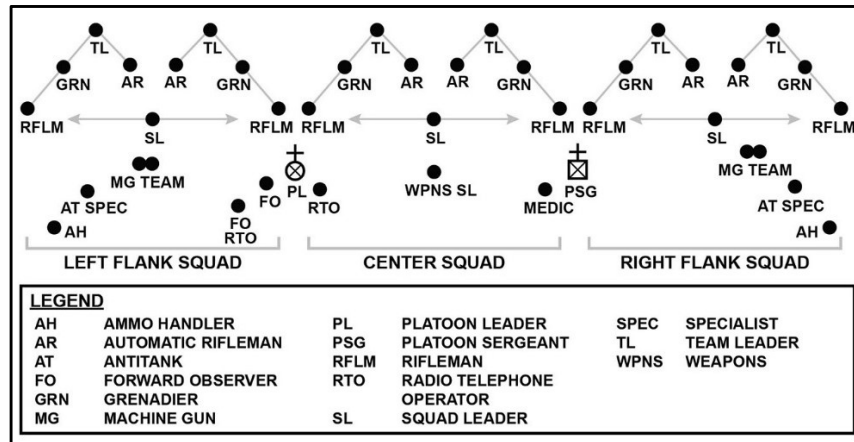 TL TL TL TL TL TL
GRN AR AR GRN GRN AR AR GRN GRN AR AR GRN
RFLM SL RFLM RFLM SL RFLM RFLM SL RFLM
MG TEAM MG TEAM
AT SPEC FO PL RTO WPNS SL MEDIC PSG AT SPEC
AH FO AH
RTO
LEFT FLANK SQUAD CENTER SQUAD RIGHT FLANK SQUAD
LEGEND
AH AMMO HANDLER PL PLATOON LEADER SPEC SPECIALIST
AR AUTOMATIC RIFLEMAN PSG PLATOON SERGEANT TL TEAM LEADER
AT ANTITANK RFLM RIFLEMAN WPNS WEAPONS
FO FORWARD OBSERVER RTO RADIO TELEPHONE
GRN GRENADIER OPERATOR
MG MACHINE GUN SL SQUAD LEADER